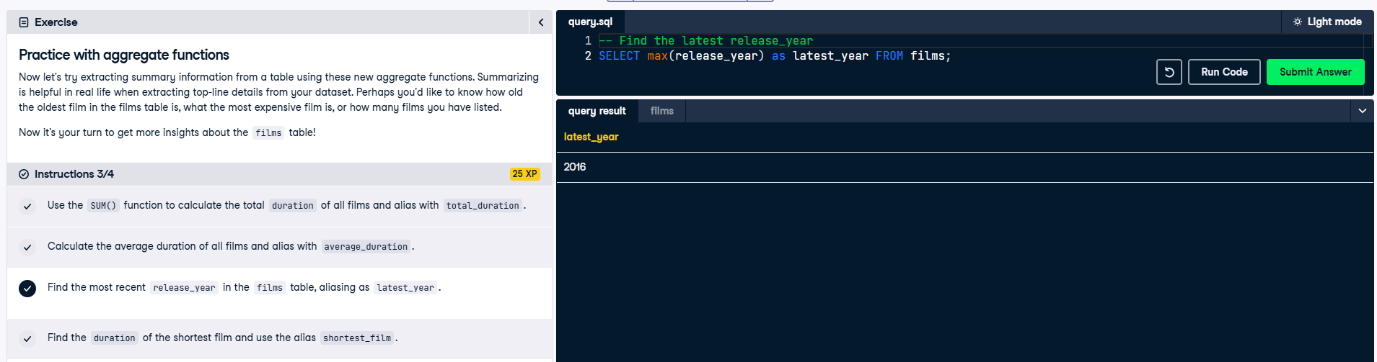 Exercise
Practice with aggregate functions
Now let's try extracting summary information from a table using these new aggregate functions. Summarizing
is helpful in real life when extracting top-line details from your dataset. Perhaps you'd like to know how old
the oldest film in the films table is, what the most expensive film is, or how many films you have listed.
Now it's your turn to get more insights about the films table!
Instructions 3/4
25 XP
Use the SUM() function to calculate the total duration of all films and alias with total_duration.
Calculate the average duration of all films and alias with average_duration.
Find the most recent release_year in the films table, aliasing as latest_year.
Find the duration of the shortest film and use the alias shortest_film.
query.sql
Light mode
1 -- Find the latest release_year
2 SELECT max(release_year) as latest_year FROM films;
Run Code
Submit Answer
query result
films
latest_year
2016